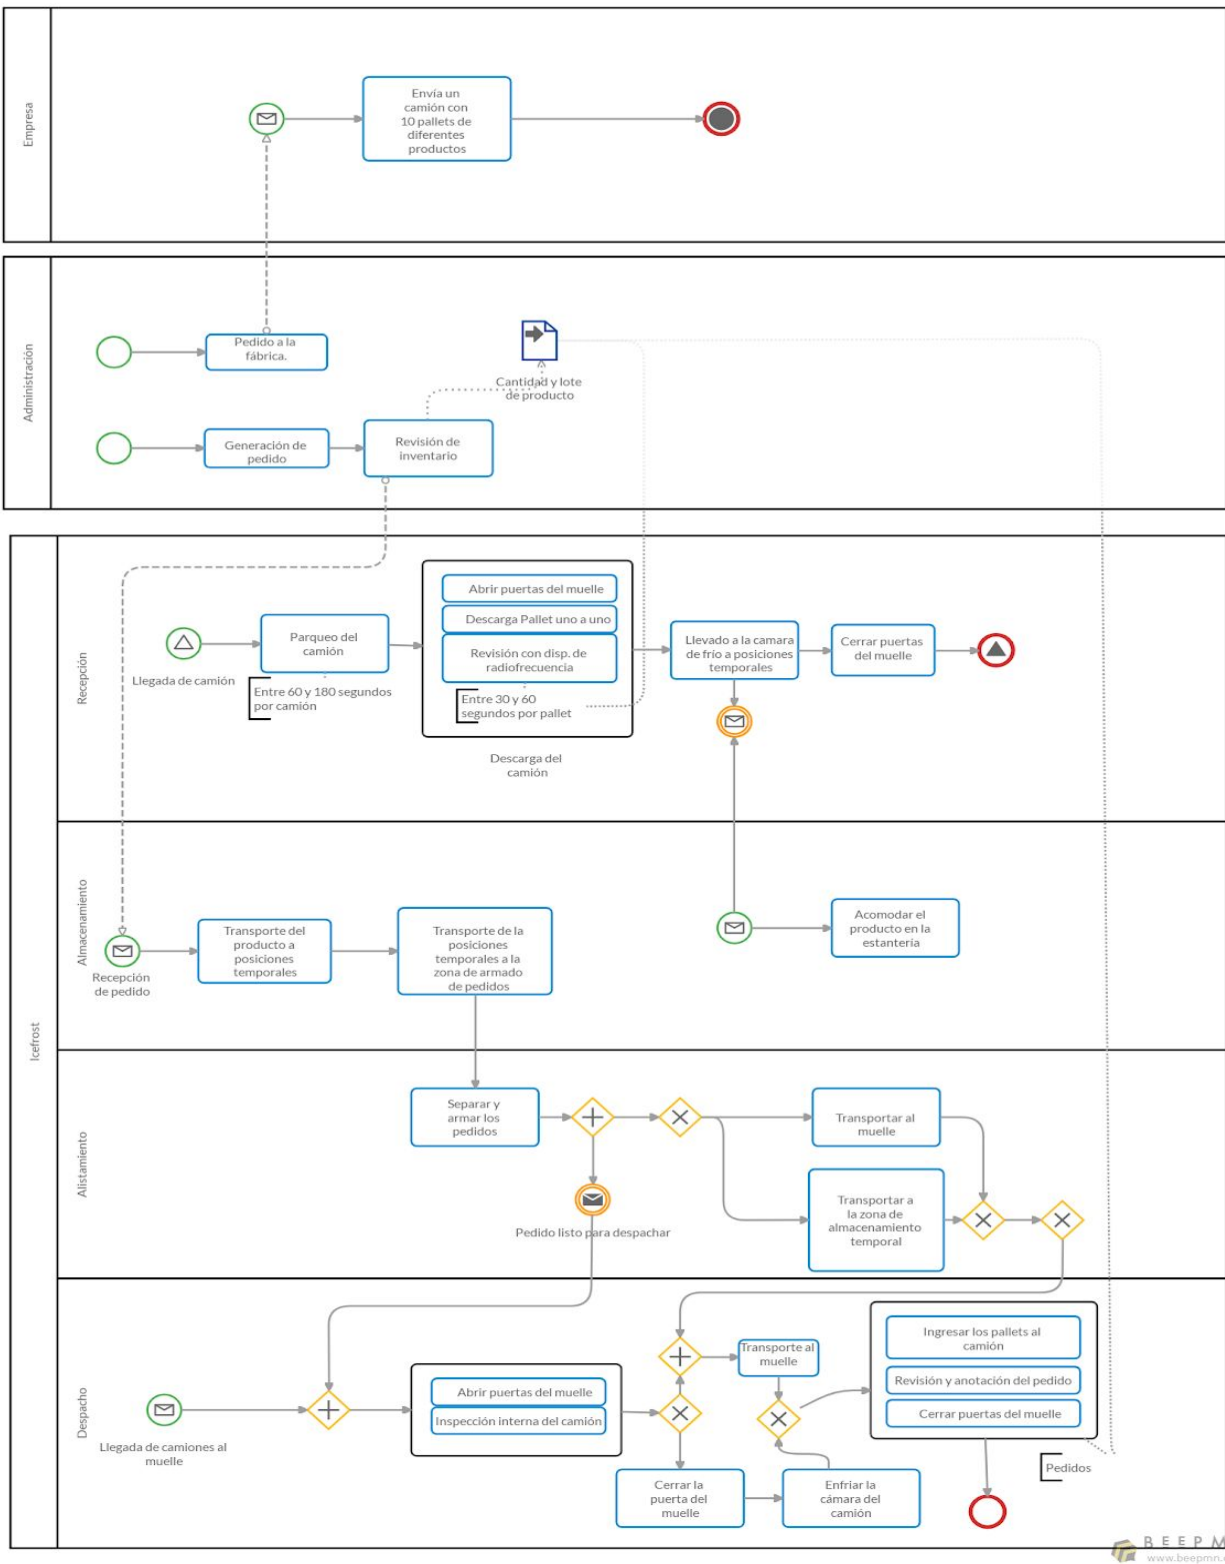 Empresa
Envía un
camión con
10 pallets de
diferentes
productos
Administración
Pedido a la
fábrica.
Cantidad y lote
de producto
Generación de
pedido
Revisión de
inventario
Icefrost
Recepción
Llegada de camión
Parqueo del
camión
Entre 60 y 180 segundos
por camión
Abrir puertas del muelle
Descarga Pallet uno a uno
Revisión con disp. de
radiofrecuencia
Entre 30 y 60
segundos por pallet
Descarga del
camión
Llevado a la camara
de frío a posiciones
temporales
Cerrar puertas
del muelle
Almacenamiento
Recepción
de pedido
Transporte del
producto a
posiciones
temporales
Transporte de la
posiciones
temporales a la
zona de armado
de pedidos
Acomodar el
producto en la
estantería
Alistamiento
Separar y
armar los
pedidos
Pedido listo para despachar
Transportar al
muelle
Transportar a
la zona de
almacenamiento
temporal
Despacho
Llegada de camiones al
muelle
Abrir puertas del muelle
Inspección interna del camión
Transporte al
muelle
Cerrar la
puerta del
muelle
Enfriar la
cámara del
camión
Ingresar los pallets al
camión
Revisión y anotación del pedido
Cerrar puertas del muelle
Pedidos
BEEPM
www.beepmn.